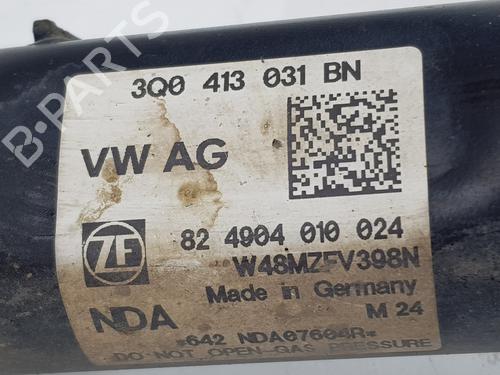 3Q0 413 031 BN
VW AG
ZF
82 4904 010 024
W48MZFV398N
Made in Germany
NDA
M 24
*642 NDA07604R*
DO NOT OPEN-GAS PRESSURE
B-PARTS